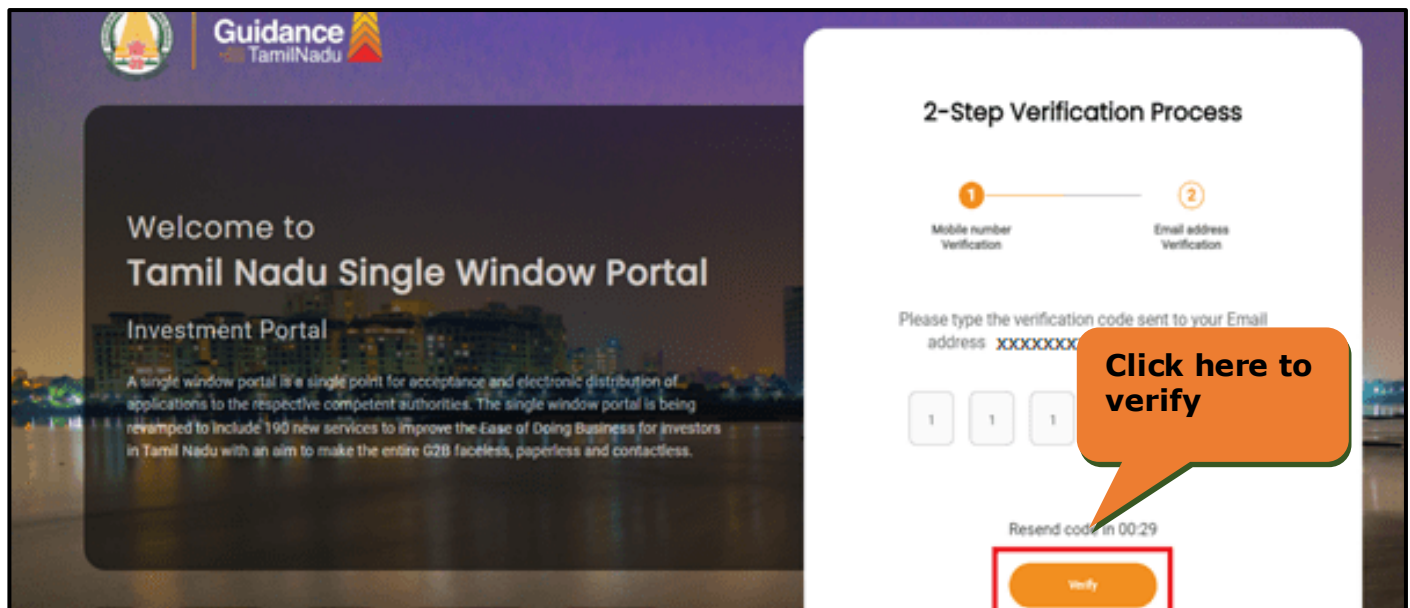 Guidance
TamilNadu
Welcome to
Tamil Nadu Single Window Portal
Investment Portal
A single window portal is a single point for acceptance and electronic distribution of
applications to the respective competent authorities. The single window portal is being
revamped to include 190 new services to improve the Ease of Doing Business for investors
in Tamil Nadu with an aim to make the entire G2B faceless, paperless and contactless.
2-Step Verification Process
1
2
Mobile number
Verification
Email address
Verification
Please type the verification code sent to your Email
address xxxxxxxx
1 1 1
Click here to
verify
Resend code in 00:29
Verify